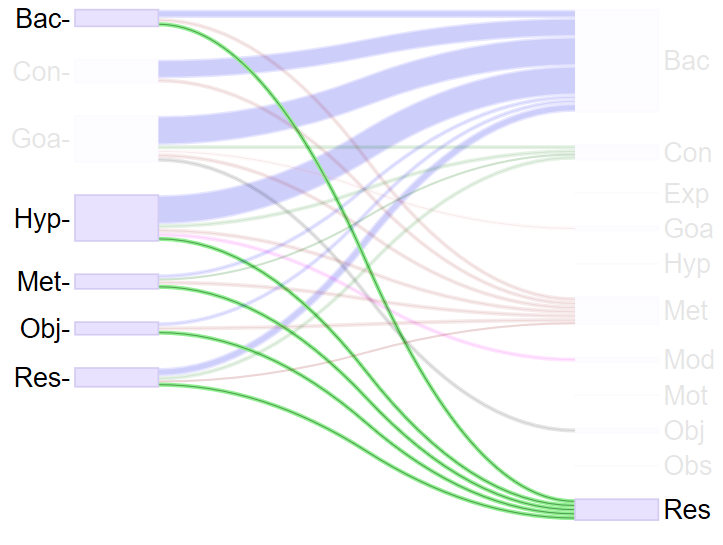 Bac-
Con-
Goa-
Hyp-
Met-
Obj-
Res-
Bac
Con
Exp
Goa
Hyp
Met
Mod
Mot
Obj
Obs
Res